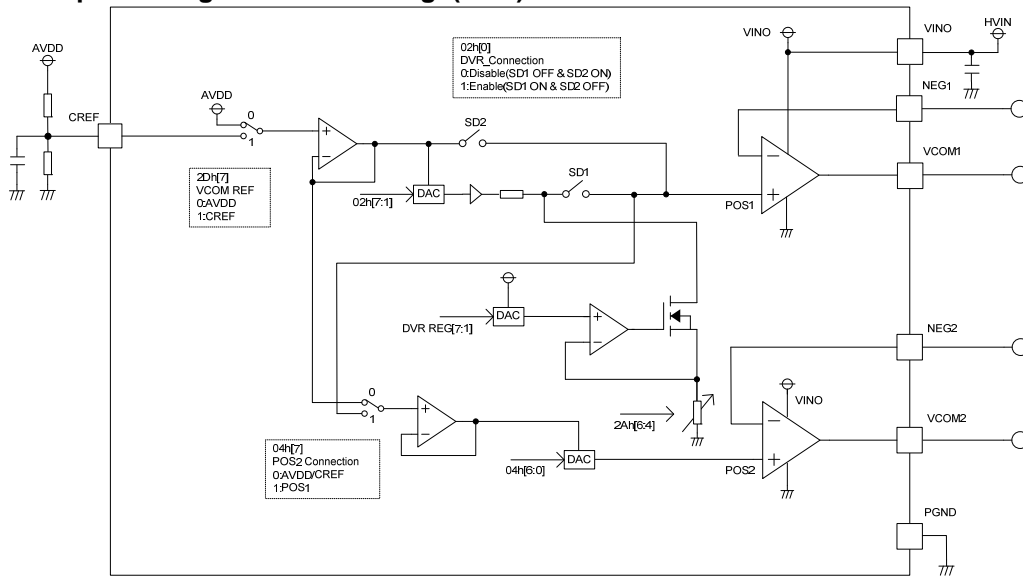 AVDD
CREF
AVDD
0
1
2Dh[7]
VCOM REF
0:AVDD
1:CREF
02h[0]
DVR_Connection
0:Disable(SD1 OFF & SD2 ON)
1:Enable(SD1 ON & SD2 OFF)
SD2
SD1
DAC
02h[7:1]
VINO
VINO
HVIN
NEG1
VCOM1
POS1
DVR REG[7:1]
DAC
2Ah[6:4]
0
1
04h[7]
POS2 Connection
0:AVDD/CREF
1:POS1
04h[6:0]
DAC
POS2
VINO
NEG2
VCOM2
PGND